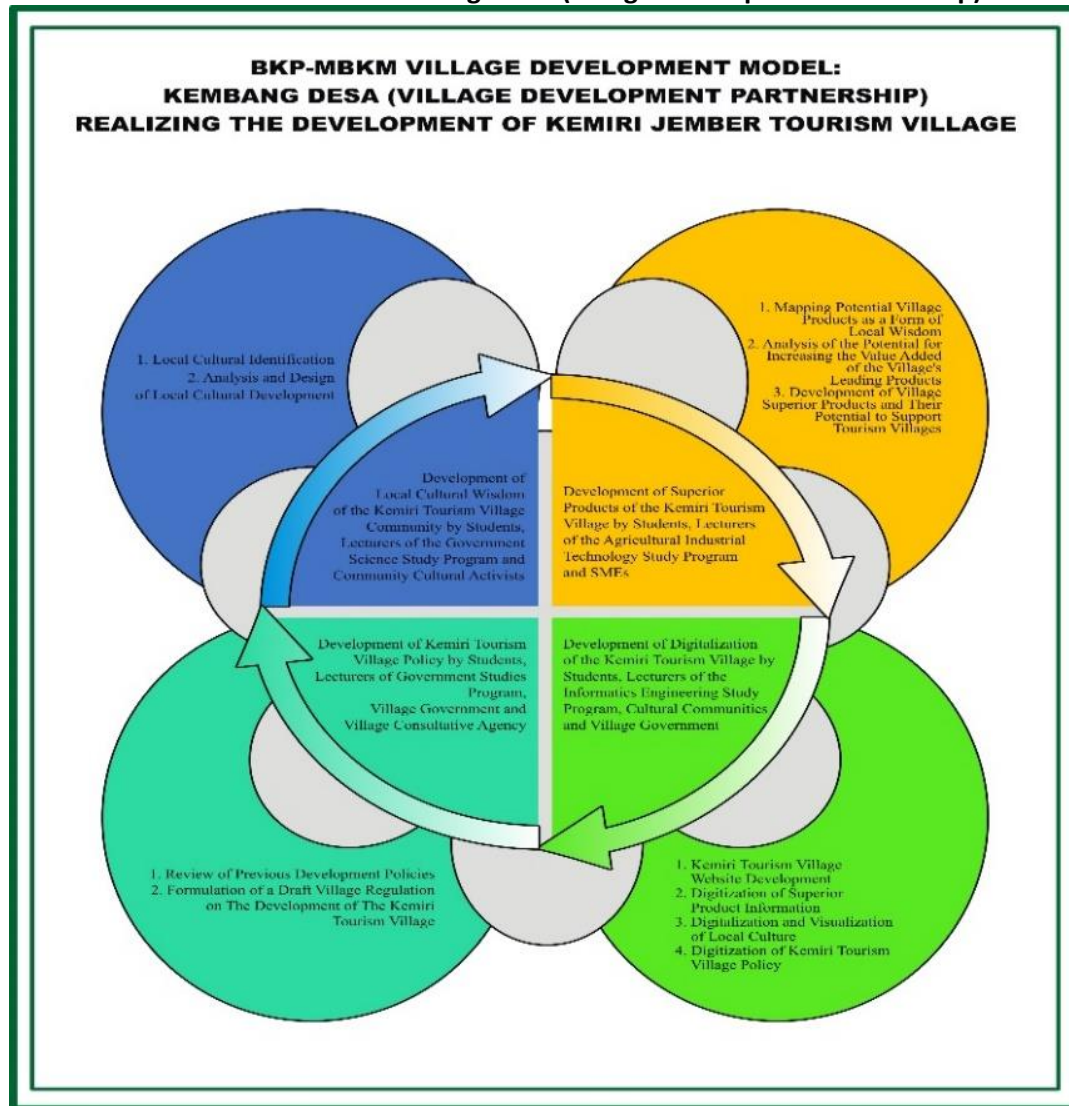 BKP-MBKM VILLAGE DEVELOPMENT MODEL:
KEMBANG DESA (VILLAGE DEVELOPMENT PARTNERSHIP)
REALIZING THE DEVELOPMENT OF KEMIRI JEMBER TOURISM VILLAGE
1. Local Cultural Identification
2. Analysis and Design
of Local Cultural Development
1. Mapping Potential Village
Products as a Form of
Local Wisdom
2. Analysis of the Potential for
Increasing the Value Added
of the Village's
Leading Products
3. Development of Village
Superior Products and Their
Potential to Support
Tourism Villages
Development of
Local Cultural Wisdom
of the Kemiri Tourism Village
Community by Students,
Lecturers of the Government
Science Study Program and
Community Cultural Activists
Development of Superior
Products of the Kemiri Tourism
Village by Students, Lecturers
of the Agricultural Industrial
Technology Study Program
and SMEs
Development of Kemiri Tourism
Village Policy by Students,
Lecturers of Government Studies
Program,
Village Government and
Village Consultative Agency
Development of Digitalization
of the Kemiri Tourism Village by
Students, Lecturers of the
Informatics Engineering Study
Program, Cultural Communities
and Village Government
1. Review of Previous Development Policies
2. Formulation of a Draft Village Regulation
on The Development of The Kemiri
Tourism Village
1. Kemiri Tourism Village
Website Development
2. Digitization of Superior
Product Information
3. Digitalization and Visualization
of Local Culture
4. Digitization of Kemiri Tourism
Village Policy